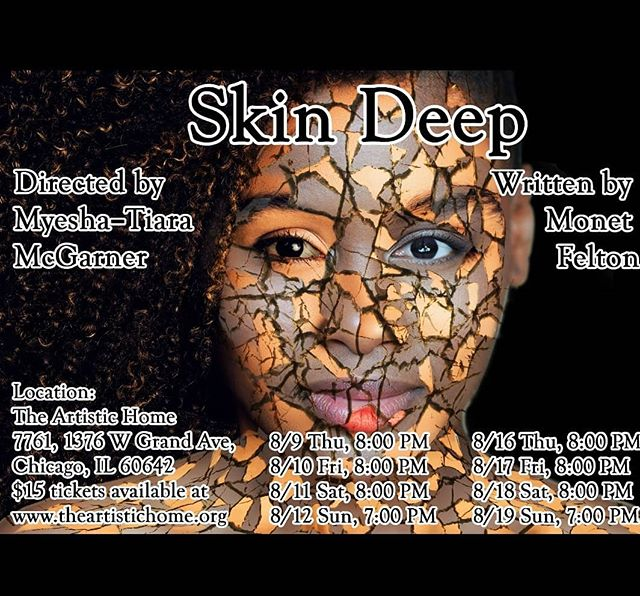 Skin Deep
Directed by
Myesha-Tiara
McGarner
Written by
Monet
Felton
Location:
The Artistic Home
7761, 1376 W Grand Ave,
Chicago, IL 60642
$15 tickets available at
www.theartistichome.org
8/9 Thu, 8:00 PM
8/10 Fri, 8:00 PM
8/11 Sat, 8:00 PM
8/12 Sun, 7:00 PM
8/16 Thu, 8:00 PM
8/17 Fri, 8:00 PM
8/18 Sat, 8:00 PM
8/19 Sun, 7:00 PM